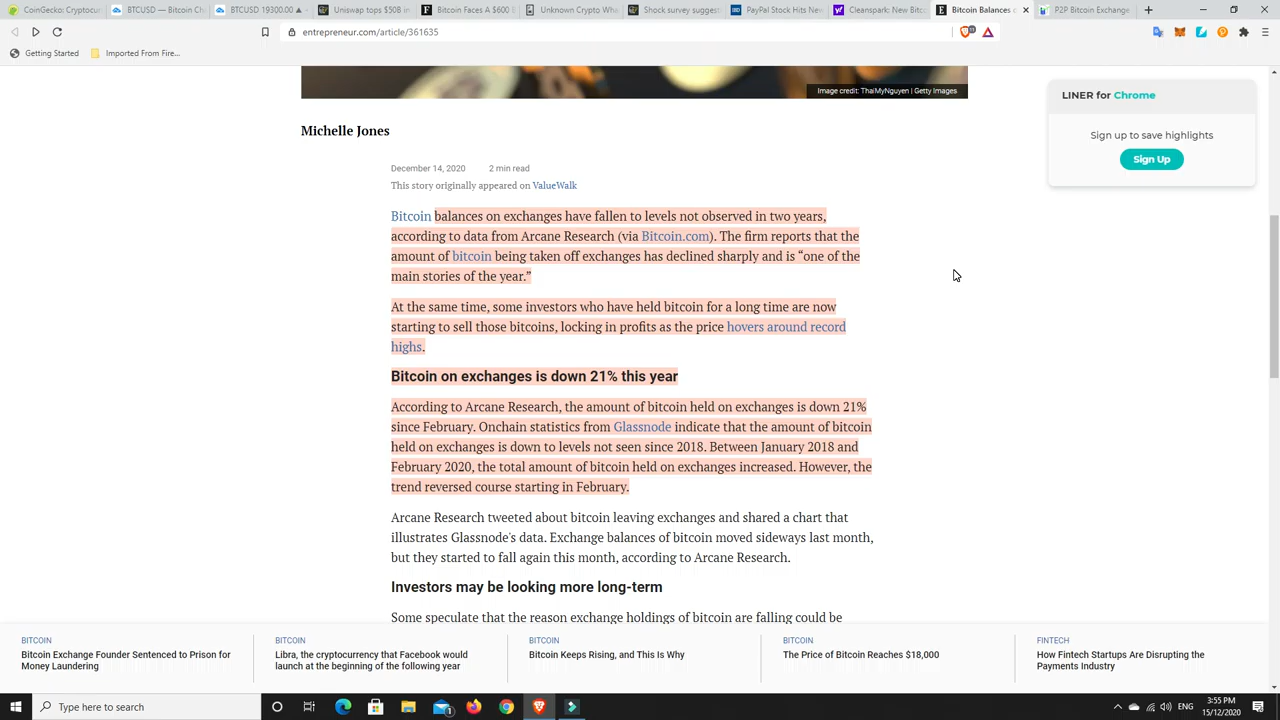 CoinGecko: Cryptocur
BTCUSD — Bitcoin Ch
BTCUSD 19300.00
Uniswap tops $50B in
Bitcoin Faces A $600 B
Unknown Crypto Wha
Shock survey suggest
PayPal Stock Hits New
Cleanspark: New Bitco
Bitcoin Balances o
P2P Bitcoin Exchange
entrepreneur.com/article/361635
Getting Started
Imported From Fire...
Image credit: ThaiMyNguyen | Getty Images
LINER for Chrome
Sign up to save highlights
Sign Up
Michelle Jones
December 14, 2020 2 min read
This story originally appeared on ValueWalk
Bitcoin balances on exchanges have fallen to levels not observed in two years,
according to data from Arcane Research (via Bitcoin.com). The firm reports that the
amount of bitcoin being taken off exchanges has declined sharply and is “one of the
main stories of the year.”
At the same time, some investors who have held bitcoin for a long time are now
starting to sell those bitcoins, locking in profits as the price hovers around record
highs.
Bitcoin on exchanges is down 21% this year
According to Arcane Research, the amount of bitcoin held on exchanges is down 21%
since February. Onchain statistics from Glassnode indicate that the amount of bitcoin
held on exchanges is down to levels not seen since 2018. Between January 2018 and
February 2020, the total amount of bitcoin held on exchanges increased. However, the
trend reversed course starting in February.
Arcane Research tweeted about bitcoin leaving exchanges and shared a chart that
illustrates Glassnode's data. Exchange balances of bitcoin moved sideways last month,
but they started to fall again this month, according to Arcane Research.
Investors may be looking more long-term
Some speculate that the reason exchange holdings of bitcoin are falling could be
BITCOIN
Bitcoin Exchange Founder Sentenced to Prison for
Money Laundering
BITCOIN
Libra, the cryptocurrency that Facebook would
launch at the beginning of the following year
BITCOIN
Bitcoin Keeps Rising, and This Is Why
BITCOIN
The Price of Bitcoin Reaches $18,000
FINTECH
How Fintech Startups Are Disrupting the
Payments Industry
Type here to search
3:55 PM
15/12/2020